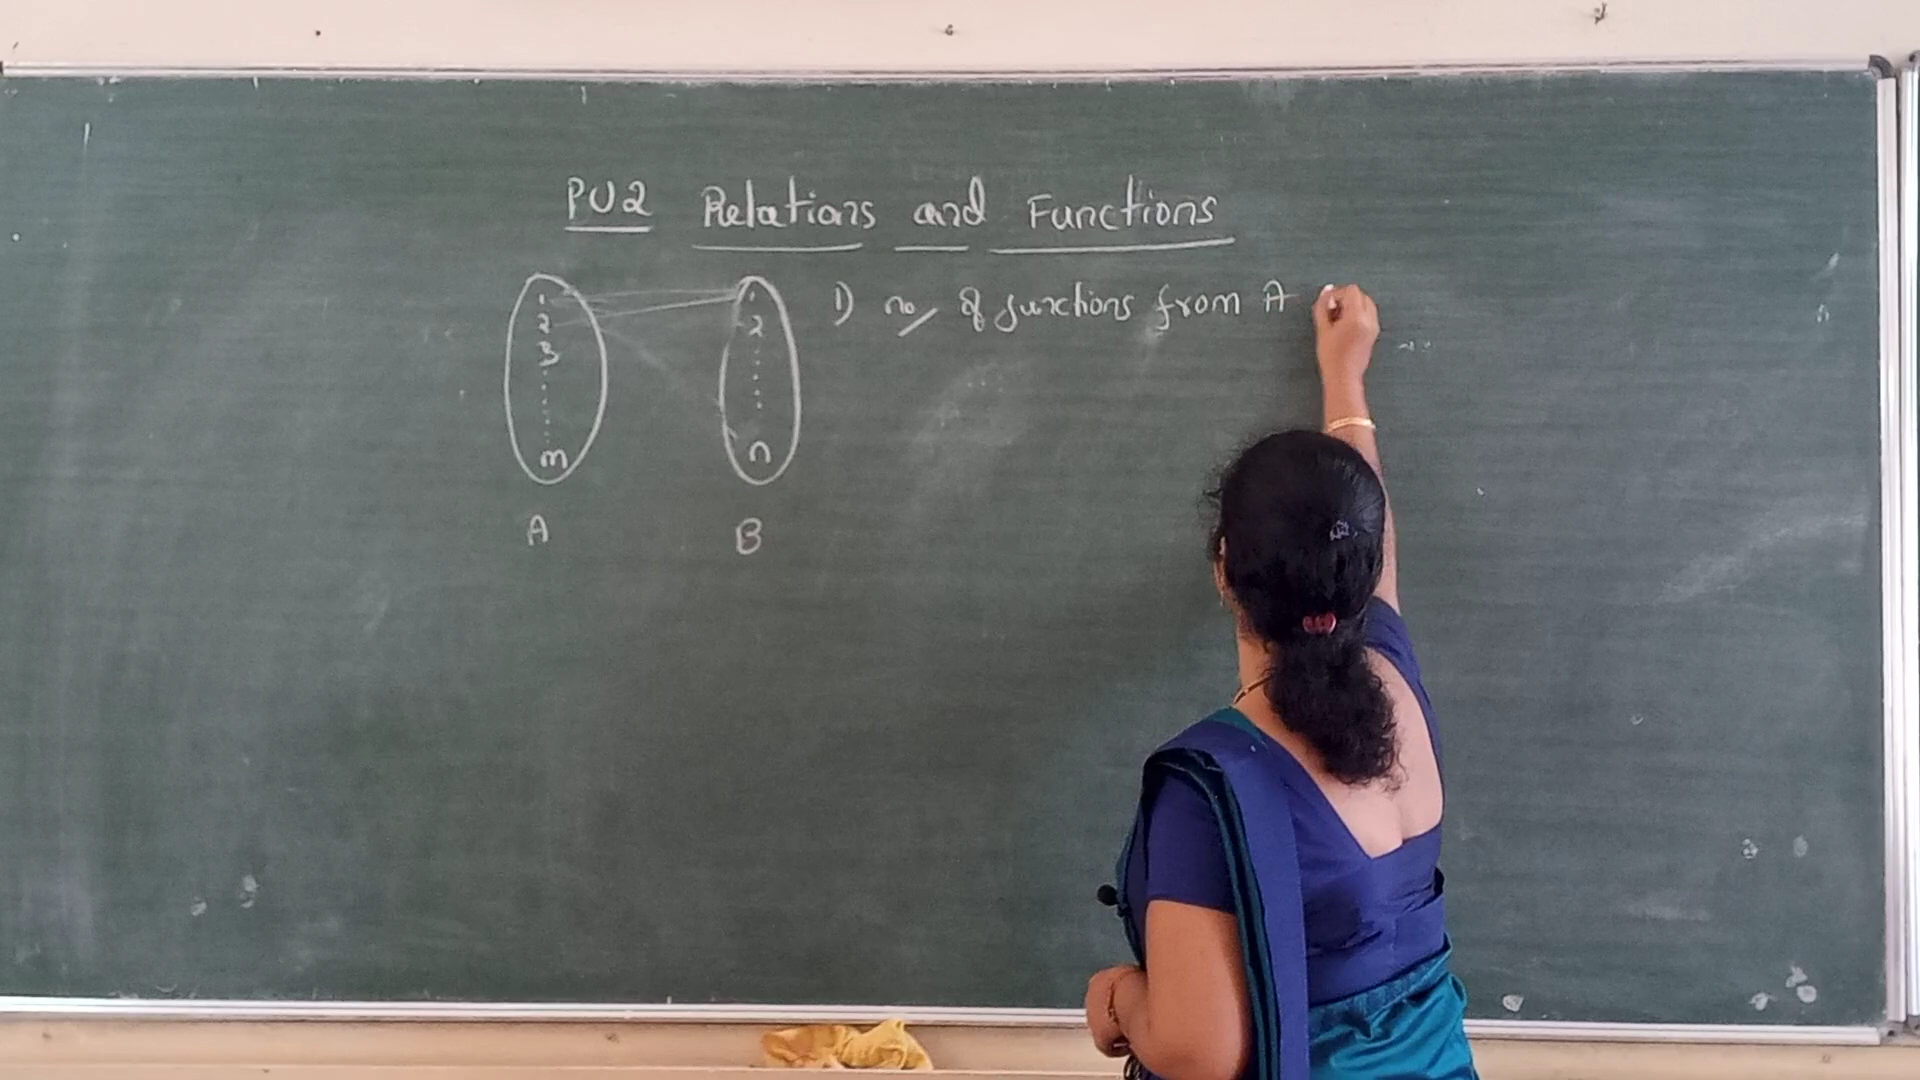 PU2 Relations and Functions
1) no, of functions from A
1
2
3
m
A
1
2
n
B